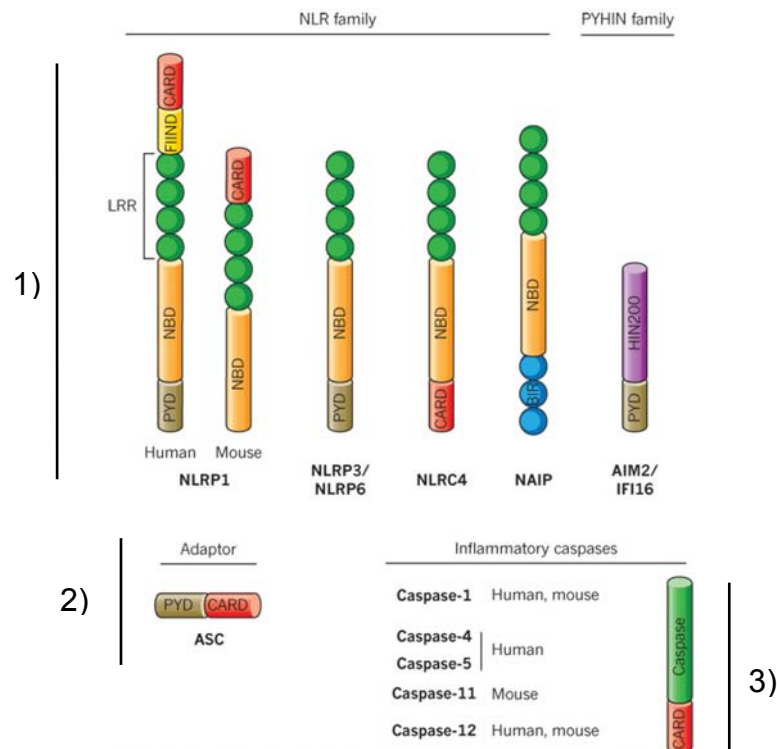 NLR family
PYHIN family
1)
CARD
FIIND
LRR
NBD
PYD
Human
CARD
NBD
Mouse
NLRP1
NBD
PYD
NLRP3/
NLRP6
NBD
CARD
NLRC4
NBD
BIR
NAIP
HIN200
PYD
AIM2/
IFI16
2)
Adaptor
PYD CARD
ASC
Inflammatory caspases
Caspase-1 Human, mouse
Caspase-4
Caspase-5
Human
Caspase-11 Mouse
Caspase-12 Human, mouse
Caspase
CARD
3)